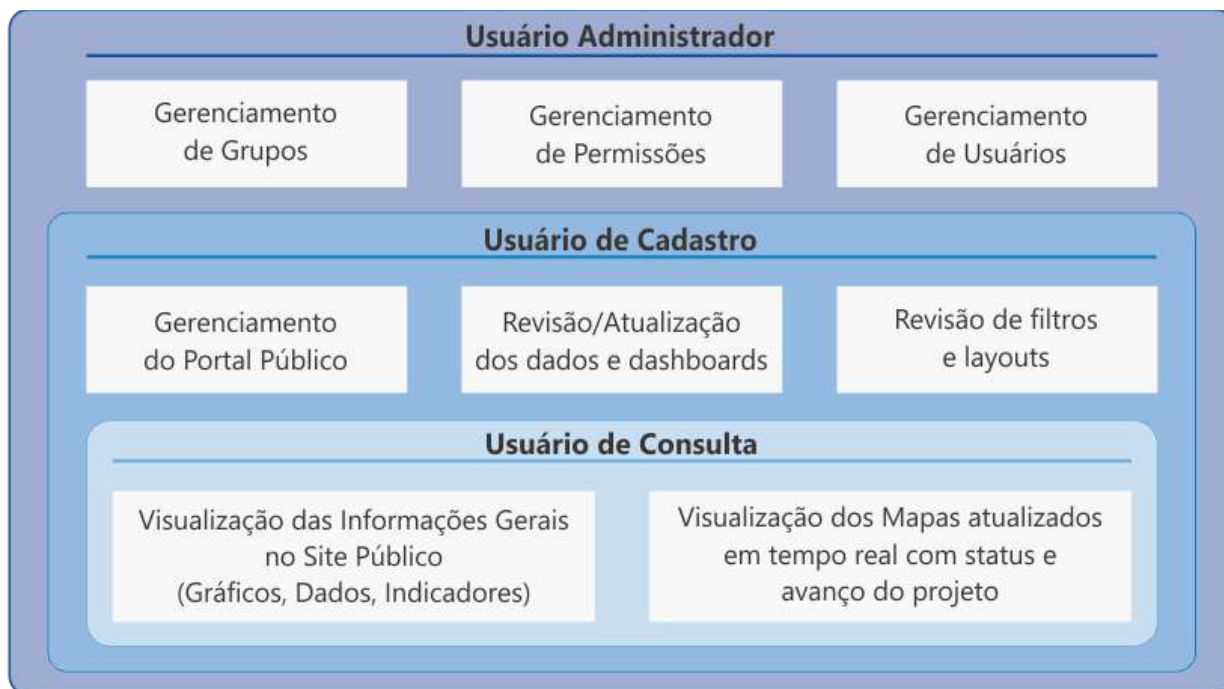 Usuário Administrador
Gerenciamento
de Grupos
Gerenciamento
de Permissões
Gerenciamento
de Usuários
Usuário de Cadastro
Gerenciamento
do Portal Público
Revisão/Atualização
dos dados e dashboards
Revisão de filtros
e layouts
Usuário de Consulta
Visualização das Informações Gerais
no Site Público
(Gráficos, Dados, Indicadores)
Visualização dos Mapas atualizados
em tempo real com status e
avanço do projeto